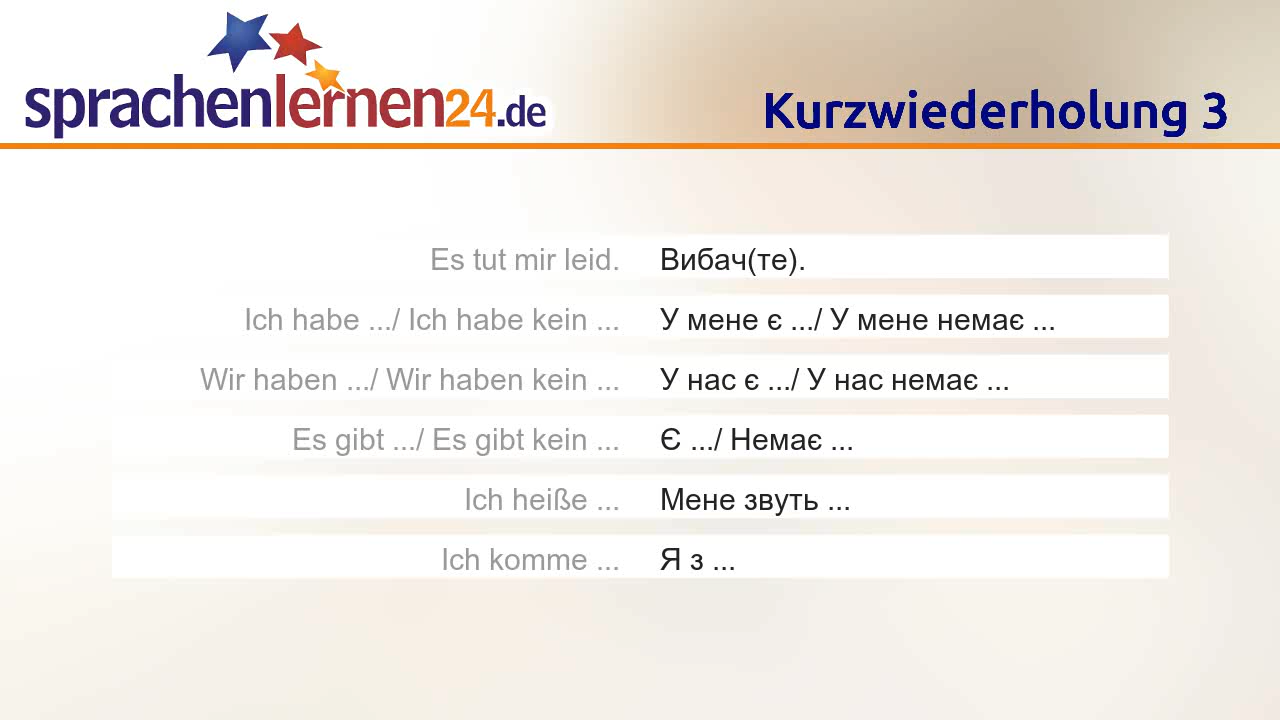 sprachenlernen24.de
Kurzwiederholung 3
Es tut mir leid. Вибач(те).
Ich habe .../ Ich habe kein ... У мене є .../ У мене немає ...
Wir haben .../ Wir haben kein ... У нас є .../ У нас немає ...
Es gibt .../ Es gibt kein ... Є .../ Немає ...
Ich heiße ... Мене звуть ...
Ich komme ... Я з ...